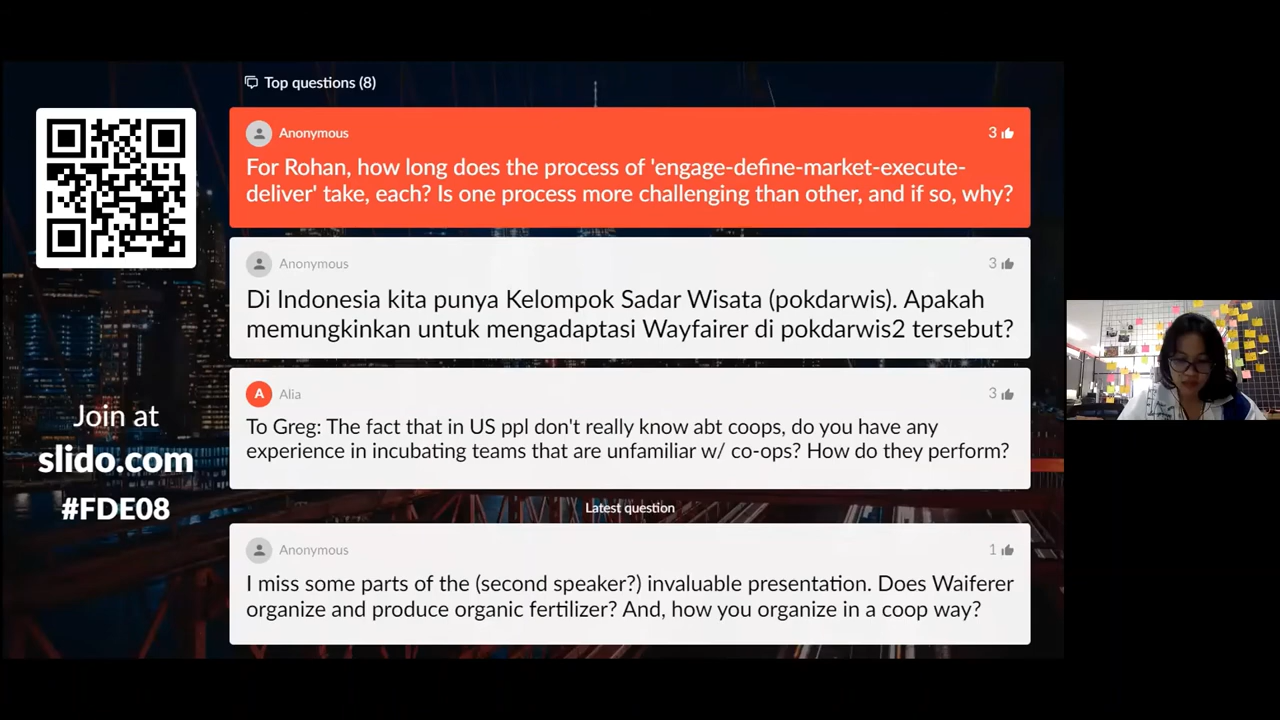 Top questions (8)
Anonymous
3
For Rohan, how long does the process of 'engage-define-market-execute-
deliver' take, each? Is one process more challenging than other, and if so, why?
Anonymous
3
Di Indonesia kita punya Kelompok Sadar Wisata (pokdarwis). Apakah
memungkinkan untuk mengadaptasi Wayfairer di pokdarwis2 tersebut?
A
Alia
3
To Greg: The fact that in US ppl don't really know abt coops, do you have any
experience in incubating teams that are unfamiliar w/ co-ops? How do they perform?
Latest question
Anonymous
1
I miss some parts of the (second speaker?) invaluable presentation. Does Waiferer
organize and produce organic fertilizer? And, how you organize in a coop way?
Join at
slido.com
#FDE08